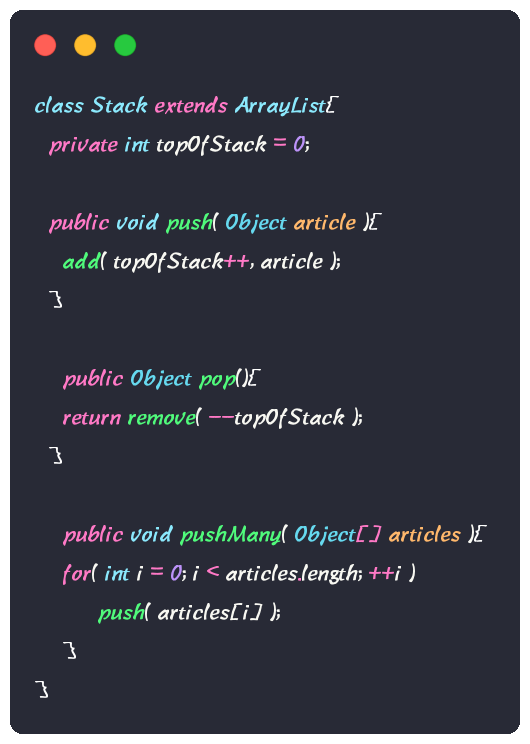 class Stack extends ArrayList{
private int topOfStack = 0;
public void push( Object article ){
add( topOfStack++, article );
}
public Object pop(){
return remove( --topOfStack );
}
public void pushMany( Object[] articles ){
for( int i = 0; i < articles.length; ++i )
push( articles[i] );
}
}